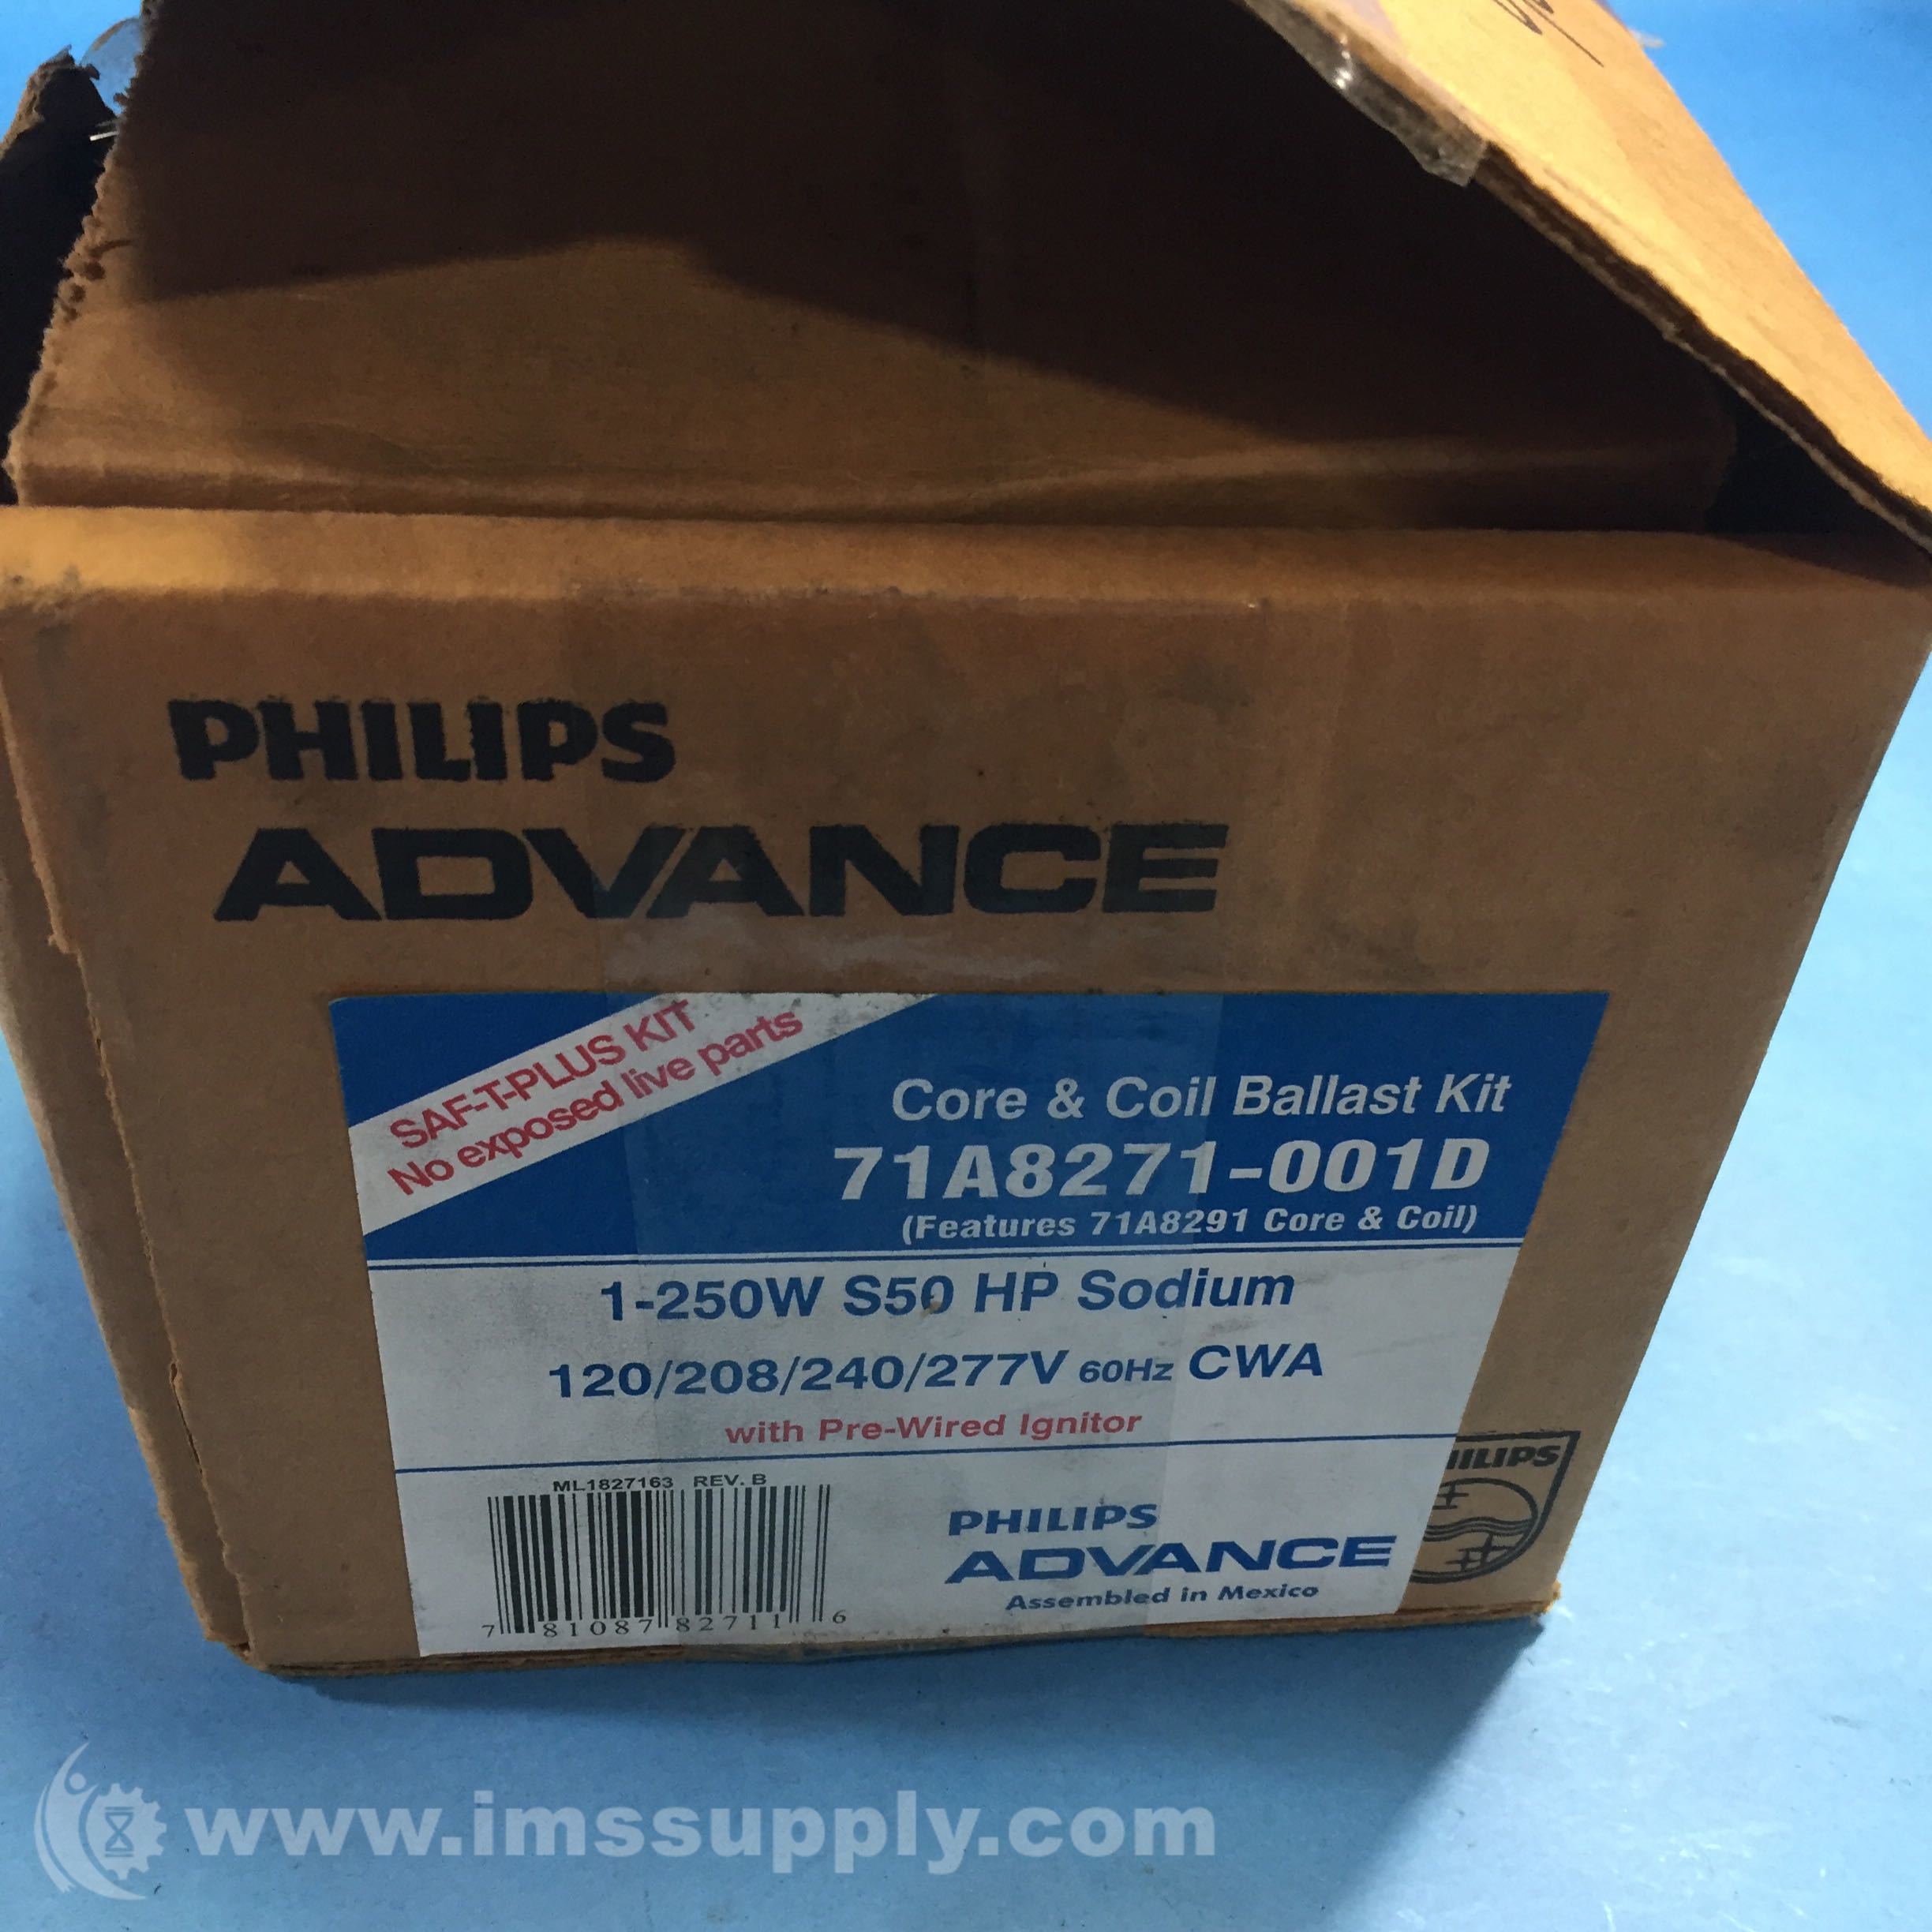 PHILIPS
ADVANCE
SAF-T-PLUS KIT
No exposed live parts
Core & Coil Ballast Kit
71A8271-001D
(Features 71A8291 Core & Coil)
1-250W S50 HP Sodium
120/208/240/277V 60Hz CWA
with Pre-Wired Ignitor
ML1827163 REV. B
7 81087 82711 6
PHILIPS
ADVANCE
Assembled in Mexico
www.imssupply.com